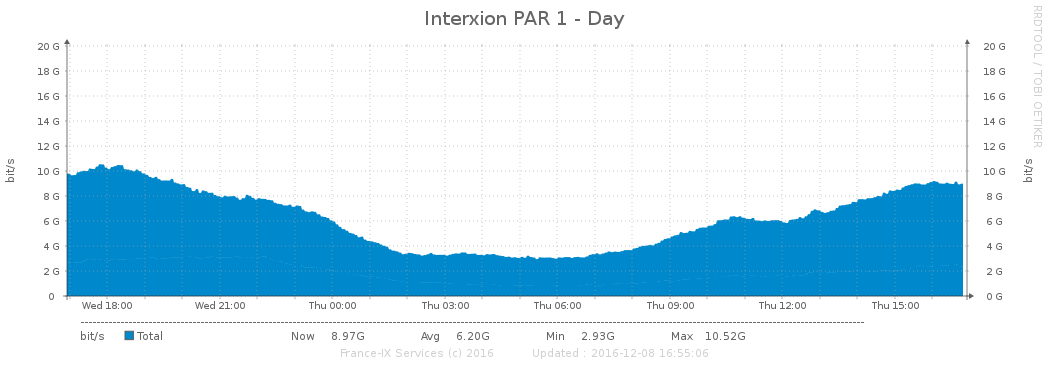 Interxion PAR 1 - Day
RRDTOOL / TOBI OETIKER
bit/s
20 G 20 G
18 G 18 G
16 G 16 G
14 G 14 G
12 G 12 G
10 G 10 G
8 G 8 G
6 G 6 G
4 G 4 G
2 G 2 G
0 0 G
bit/s
Wed 18:00 Wed 21:00 Thu 00:00 Thu 03:00 Thu 06:00 Thu 09:00 Thu 12:00 Thu 15:00
bit/s Total Now 8.97G Avg 6.20G Min 2.93G Max 10.52G
France-IX Services (c) 2016 Updated : 2016-12-08 16:55:06